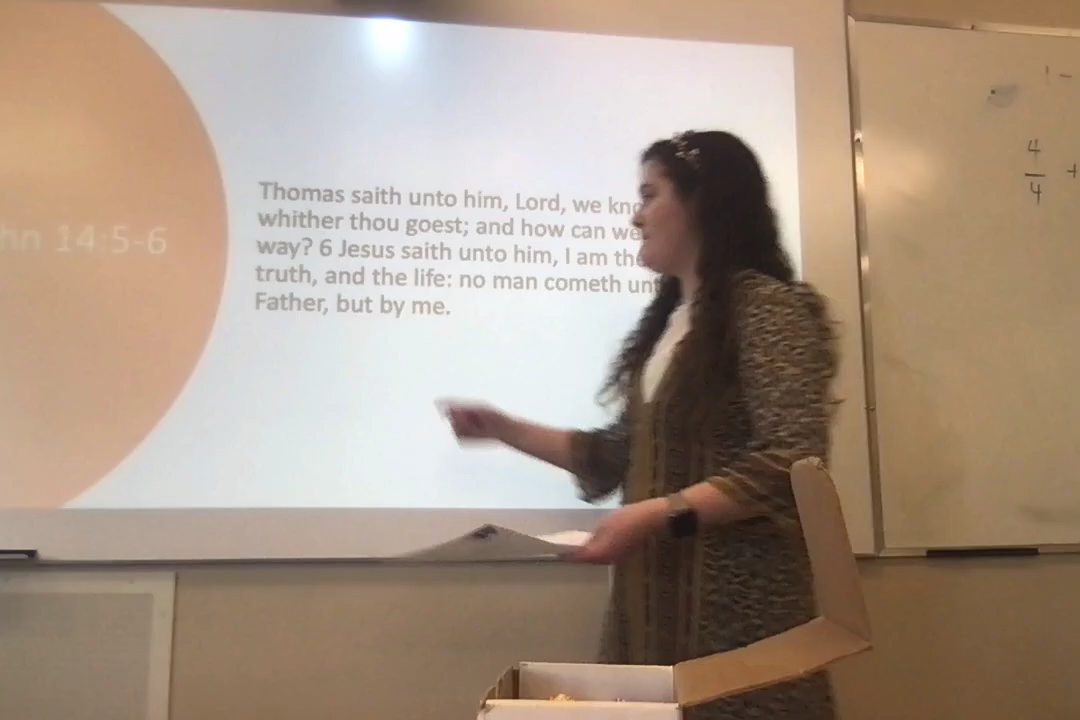 hn 14:5-6
Thomas saith unto him, Lord, we kno
whither thou goest; and how can we
way? 6 Jesus saith unto him, I am the
truth, and the life: no man cometh unt
Father, but by me.
1 -
4
4 +